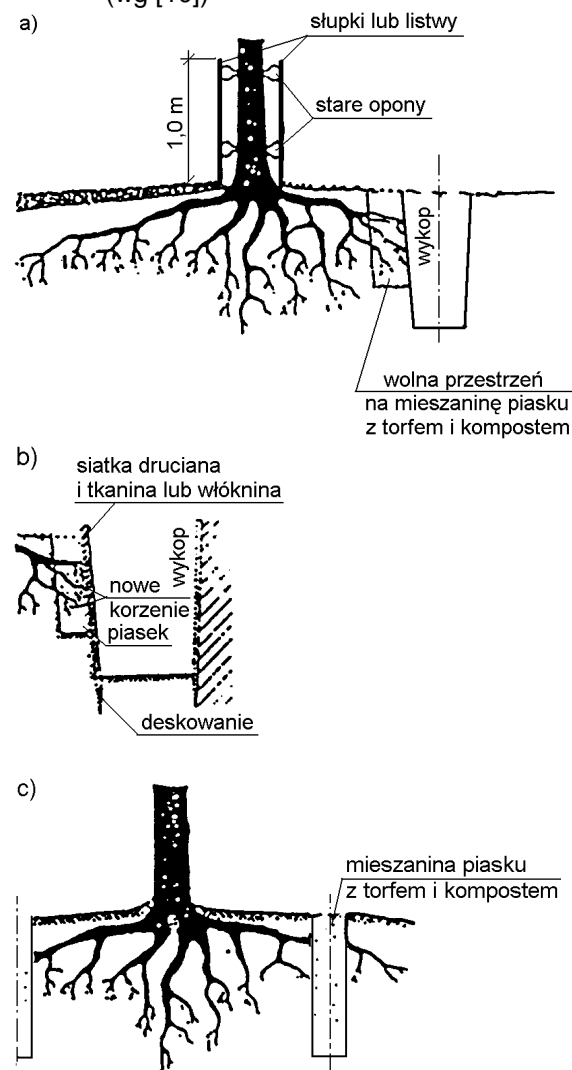 a)
słupki lub listwy
stare opony
1,0 m
wykop
wolna przestrzeń
na mieszaninę piasku
z torfem i kompostem
b)
siatka druciana
i tkanina lub włóknina
wykop
nowe
korzenie
piasek
deskowanie
c)
mieszanina piasku
z torfem i kompostem